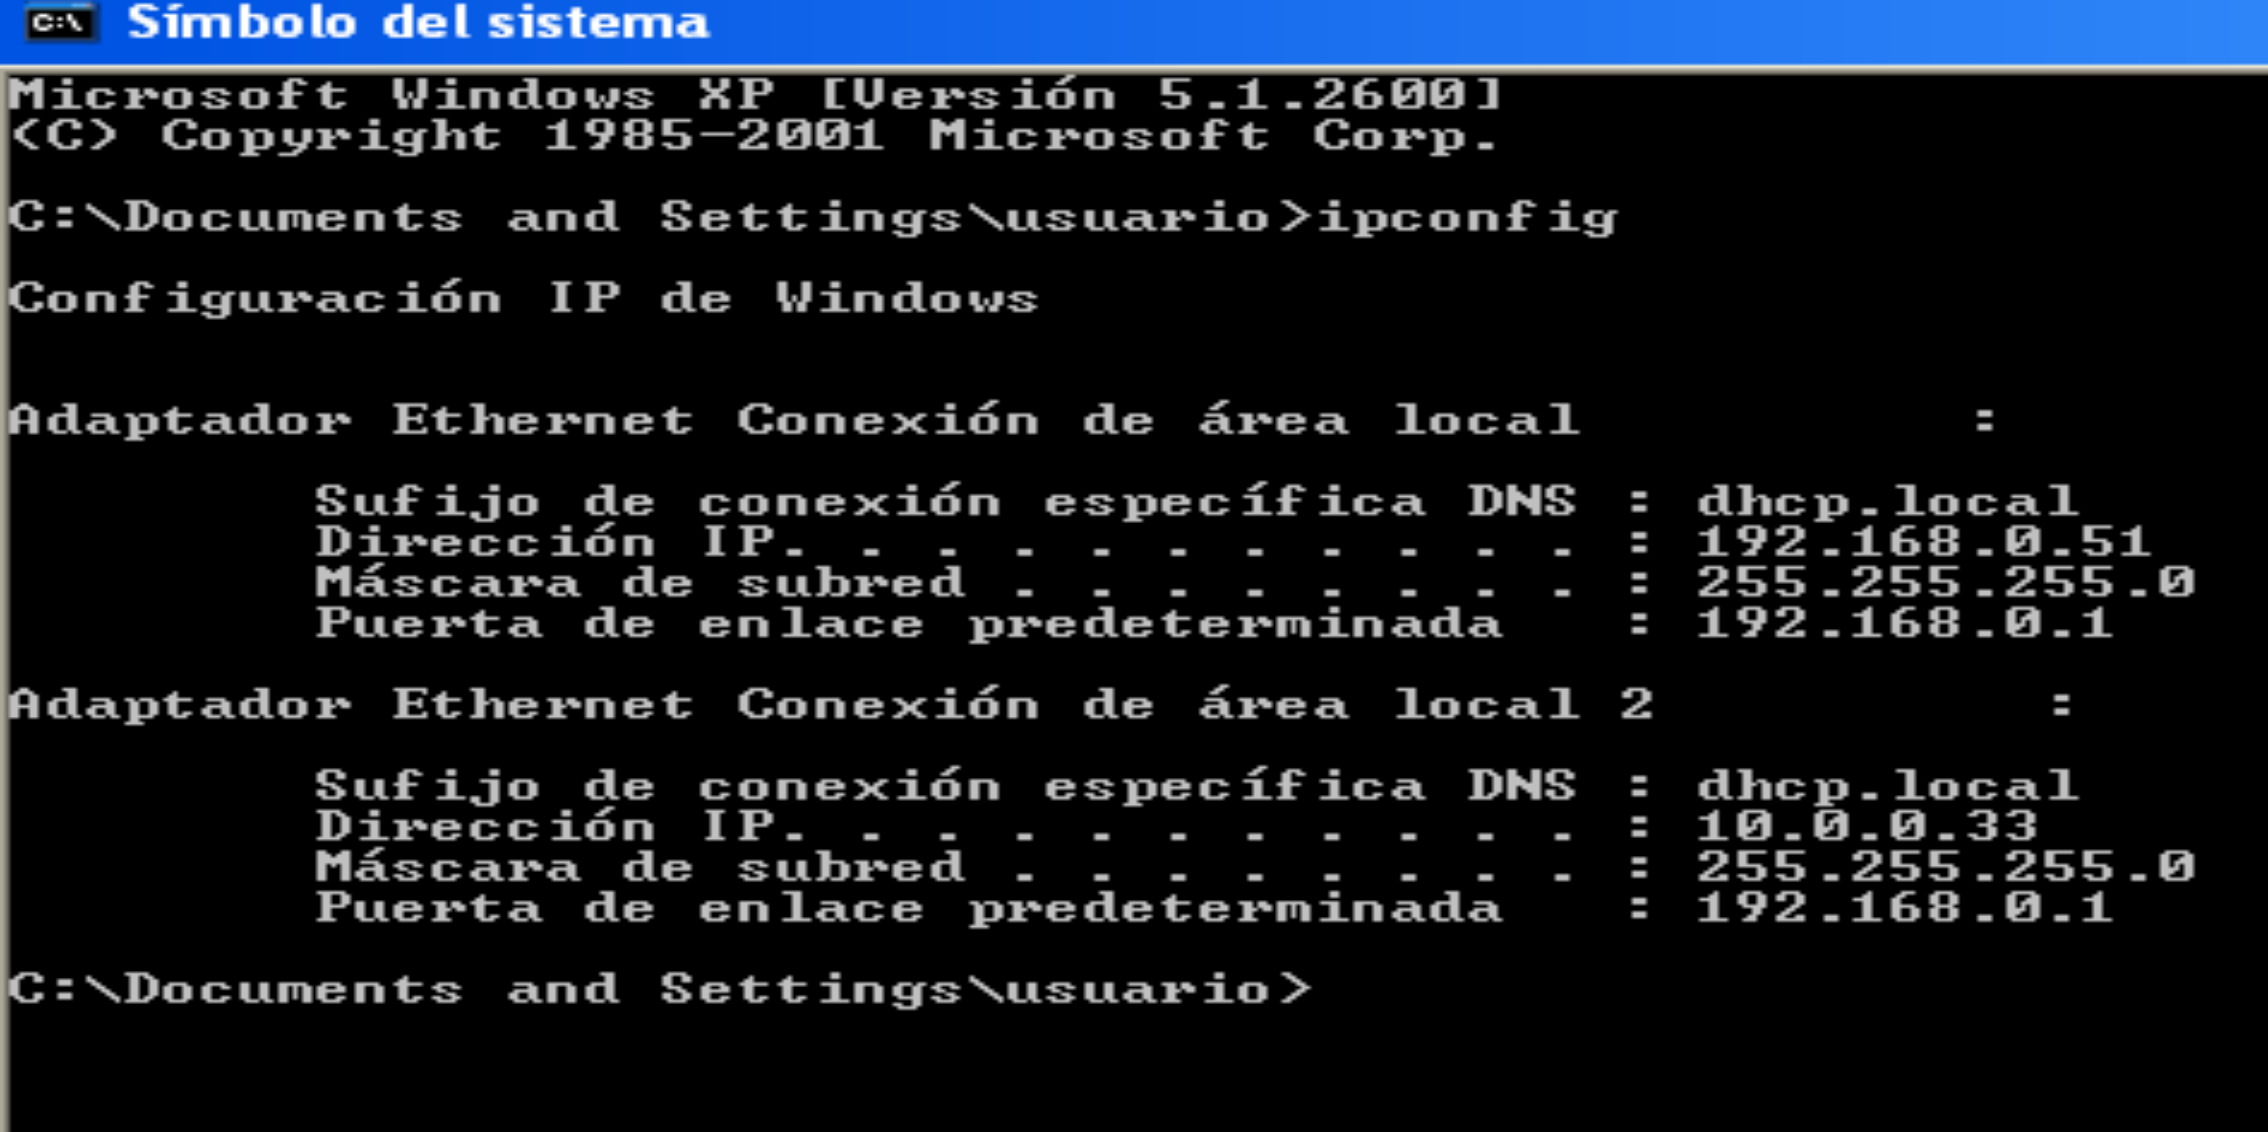 C:\ Símbolo del sistema
Microsoft Windows XP [Versión 5.1.2600]
(C) Copyright 1985-2001 Microsoft Corp.
C:\Documents and Settings\usuario>ipconfig
Configuración IP de Windows
Adaptador Ethernet Conexión de área local :
Sufijo de conexión específica DNS : dhcp.local
Dirección IP. . . . . . . . . . . : 192.168.0.51
Máscara de subred . . . . . . . . : 255.255.255.0
Puerta de enlace predeterminada : 192.168.0.1
Adaptador Ethernet Conexión de área local 2 :
Sufijo de conexión específica DNS : dhcp.local
Dirección IP. . . . . . . . . . . : 10.0.0.33
Máscara de subred . . . . . . . . : 255.255.255.0
Puerta de enlace predeterminada : 192.168.0.1
C:\Documents and Settings\usuario>